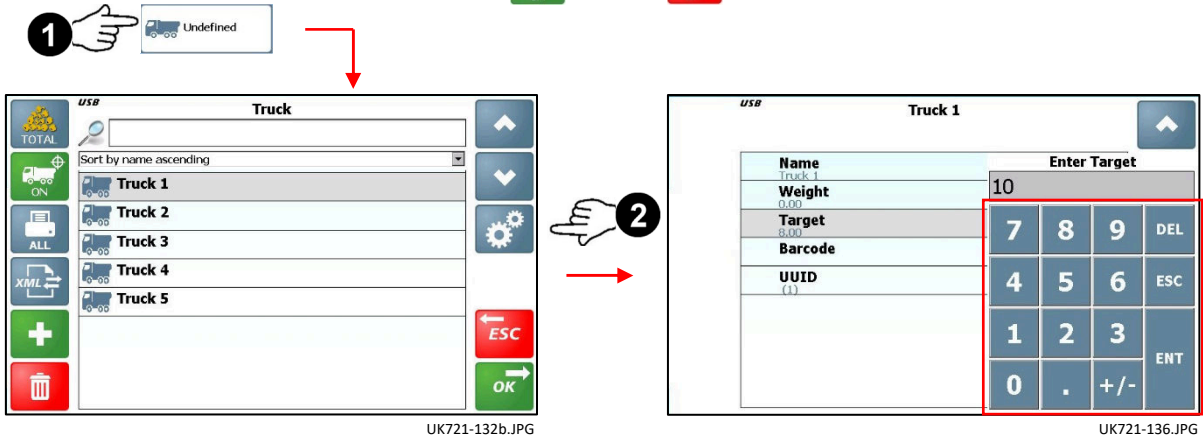 1
Undefined
USB
Truck
TOTAL
Sort by name ascending
ON
Truck 1
Truck 2
ALL
Truck 3
XML
Truck 4
Truck 5
ESC
OK
UK721-132b.JPG
2
USB
Truck 1
Name
Truck 1
Weight
0.00
Target
8.00
Barcode
UUID
(1)
Enter Target
10
7 8 9 DEL
4 5 6 ESC
1 2 3
ENT
0 . +/-
UK721-136.JPG